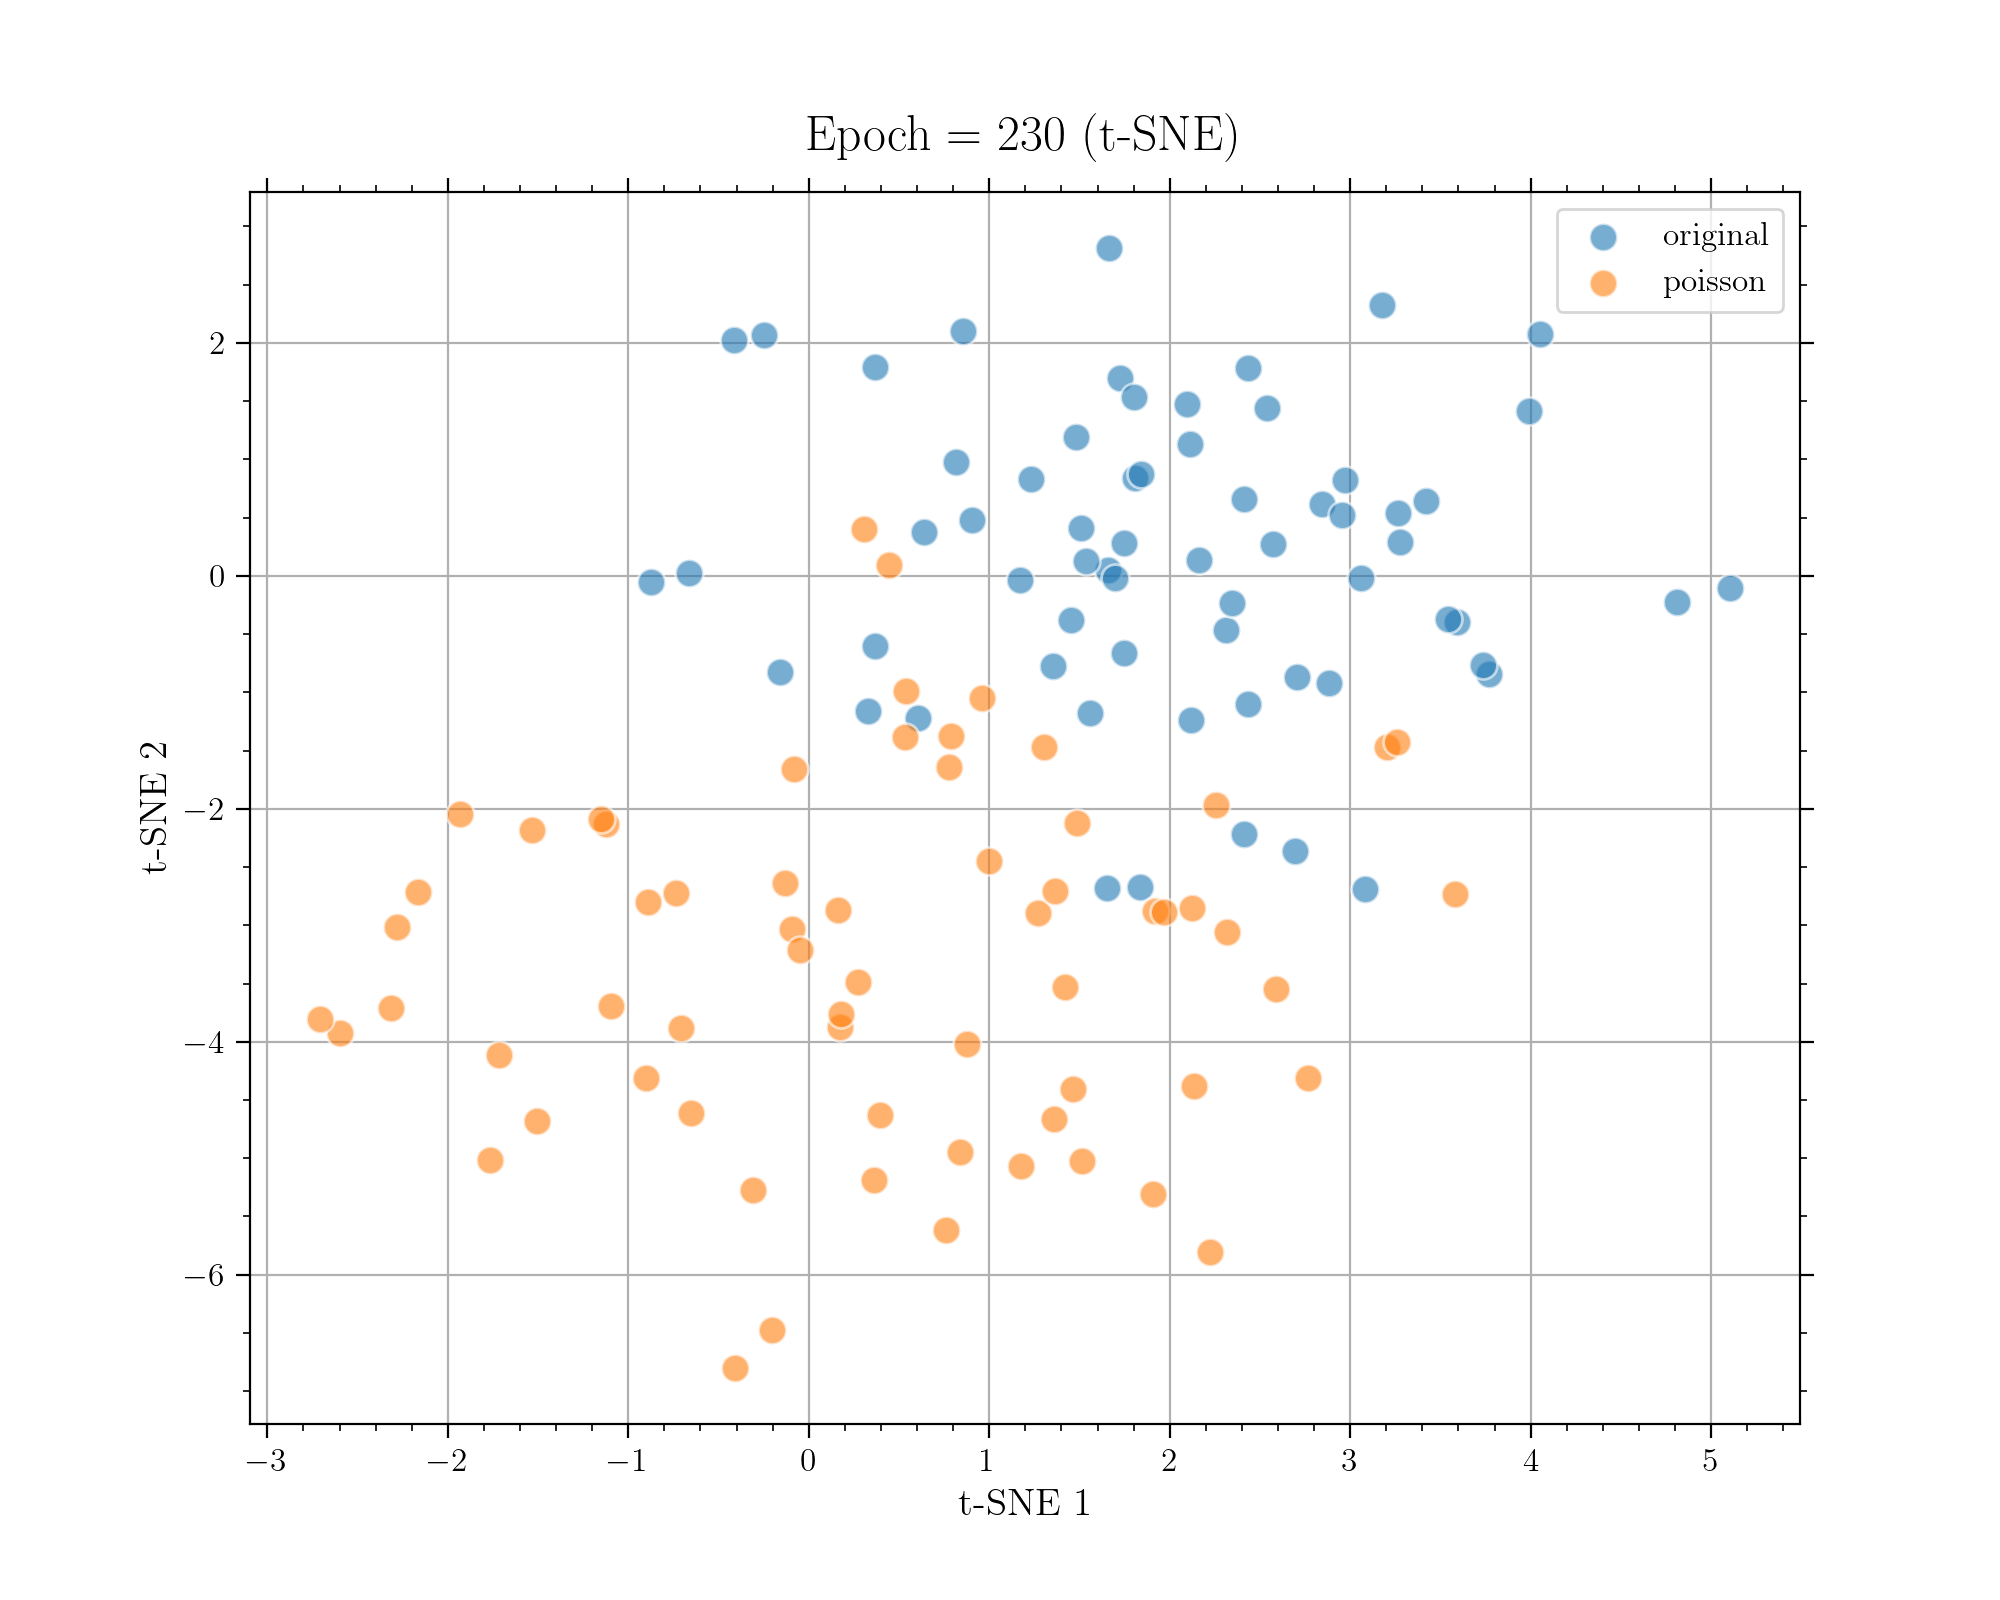 Epoch = 230 (t-SNE)
original
poisson
2
0
−2
−4
−6
t-SNE 2
−3 −2 −1 0 1 2 3 4 5
t-SNE 1